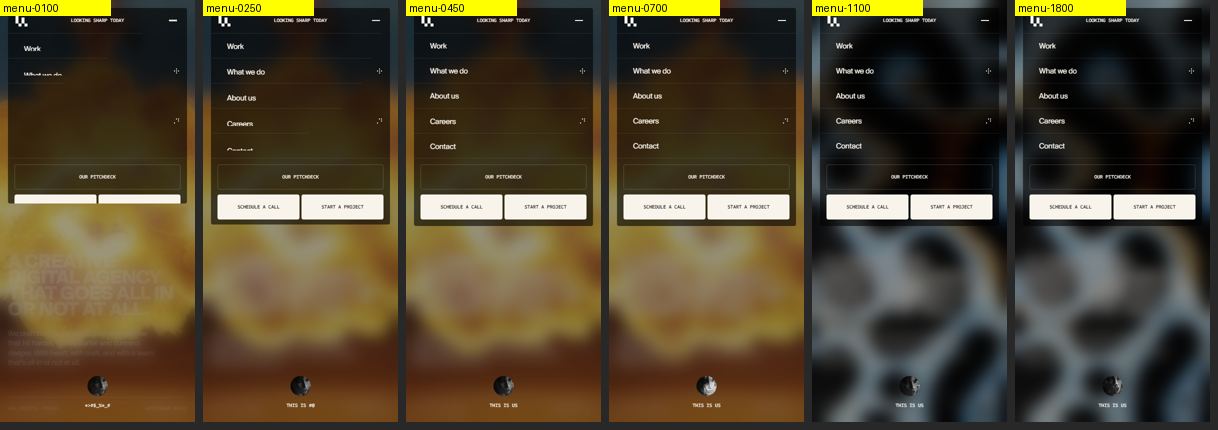 menu-0100
LOOKING SHARP TODAY
Work
What we do
OUR PITCHDECK
A CREATIVE
DIGITAL AGENCY
THAT GOES ALL IN
OR NOT AT ALL
menu-0250
LOOKING SHARP TODAY
Work
What we do
About us
Careers
Contact
OUR PITCHDECK
SCHEDULE A CALL
START A PROJECT
THIS IS #@
menu-0450
LOOKING SHARP TODAY
Work
What we do
About us
Careers
Contact
OUR PITCHDECK
SCHEDULE A CALL
START A PROJECT
THIS IS US
menu-0700
LOOKING SHARP TODAY
Work
What we do
About us
Careers
Contact
OUR PITCHDECK
SCHEDULE A CALL
START A PROJECT
THIS IS US
menu-1100
LOOKING SHARP TODAY
Work
What we do
About us
Careers
Contact
OUR PITCHDECK
SCHEDULE A CALL
START A PROJECT
THIS IS US
menu-1800
LOOKING SHARP TODAY
Work
What we do
About us
Careers
Contact
OUR PITCHDECK
SCHEDULE A CALL
START A PROJECT
THIS IS US